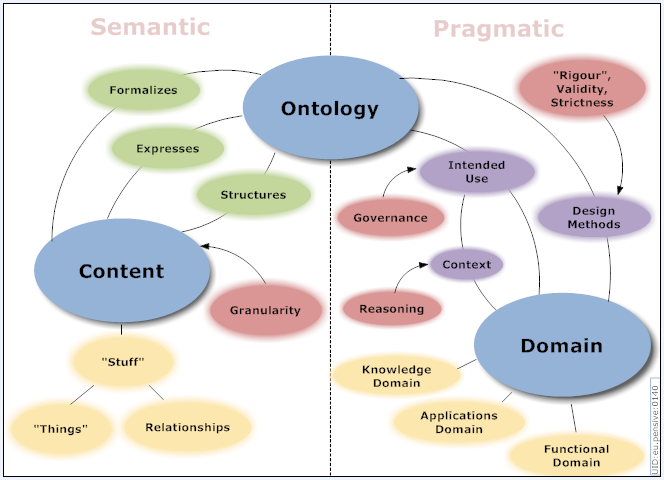 Semantic
Pragmatic
Formalizes
Ontology
"Rigour",
Validity,
Strictness
Expresses
Intended
Use
Structures
Governance
Design
Methods
Content
Context
Granularity
Reasoning
Domain
"Stuff"
Knowledge
Domain
"Things"
Relationships
Applications
Domain
Functional
Domain
UID:eu.pensive:0140